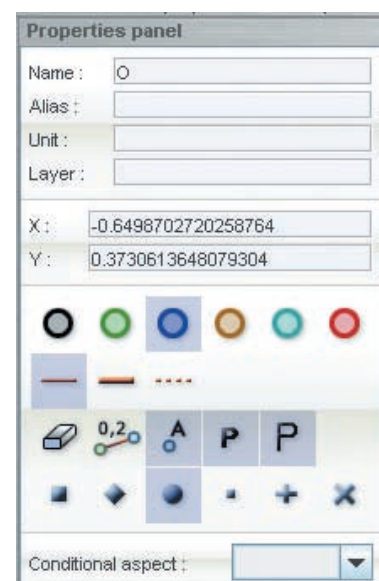 Properties panel
Name : O
Alias :
Unit :
Layer :
X : -0.6498702720258764
Y : 0.3730613648079304
0,2 A P P
Conditional aspect :